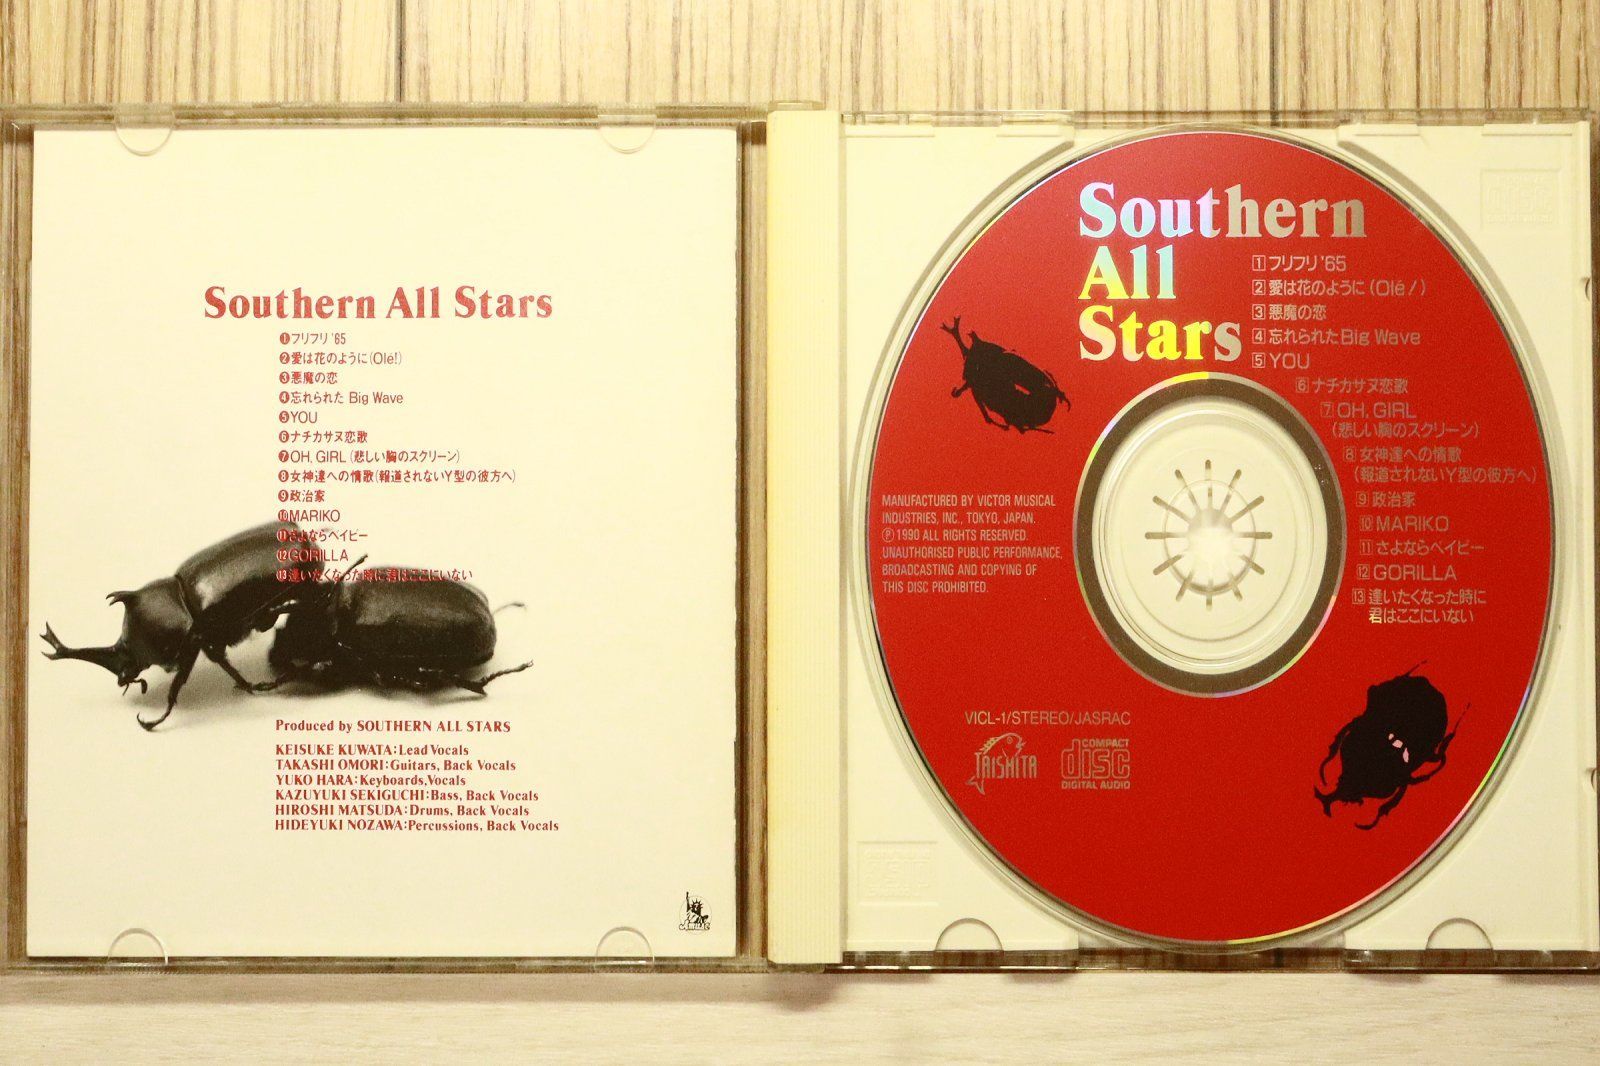 Southern All Stars
❶フリフリ'65
❷愛は花のように(Ole!)
❸悪魔の恋
❹忘れられた Big Wave
❺YOU
❻ナチカサヌ恋歌
❼OH, GIRL (悲しい胸のスクリーン)
❽女神達への情歌(報道されないY型の彼方へ)
❾政治家
❿MARIKO
⓫さよならベイビー
⓬GORILLA
⓭逢いたくなった時に君はここにいない
Produced by SOUTHERN ALL STARS
KEISUKE KUWATA:Lead Vocals
TAKASHI OMORI:Guitars, Back Vocals
YUKO HARA:Keyboards,Vocals
KAZUYUKI SEKIGUCHI:Bass, Back Vocals
HIROSHI MATSUDA:Drums, Back Vocals
HIDEYUKI NOZAWA:Percussions, Back Vocals
Southern
All
Stars
1 フリフリ'65
2 愛は花のように(Olé!)
3 悪魔の恋
4 忘れられたBig Wave
5 YOU
6 ナチカサヌ恋歌
7 OH, GIRL
(悲しい胸のスクリーン)
8 女神達への情歌
(報道されないY型の彼方へ)
9 政治家
10 MARIKO
11 さよならベイビー
12 GORILLA
13 逢いたくなった時に
君はここにいない
MANUFACTURED BY VICTOR MUSICAL
INDUSTRIES, INC., TOKYO, JAPAN.
Ⓟ1990 ALL RIGHTS RESERVED.
UNAUTHORISED PUBLIC PERFORMANCE,
BROADCASTING AND COPYING OF
THIS DISC PROHIBITED.
VICL-1/STEREO/JASRAC
TAISHITA
COMPACT
disc
DIGITAL AUDIO